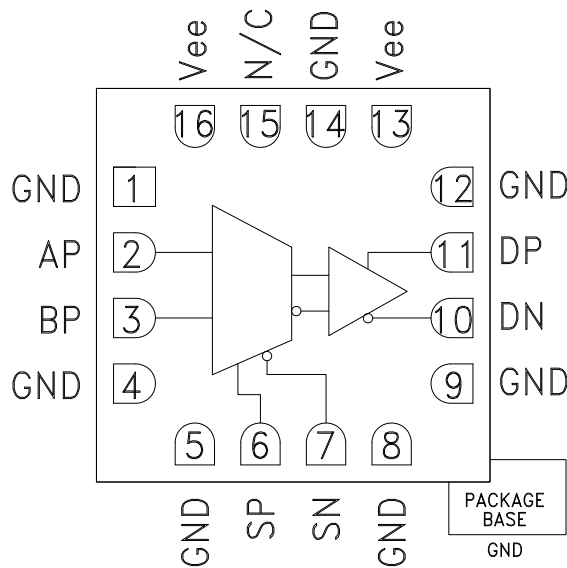 Vee
N/C
GND
Vee
16
15
14
13
GND
1
12
GND
AP
2
11
DP
BP
3
10
DN
GND
4
9
GND
5
6
7
8
GND
SP
SN
GND
PACKAGE
BASE
GND